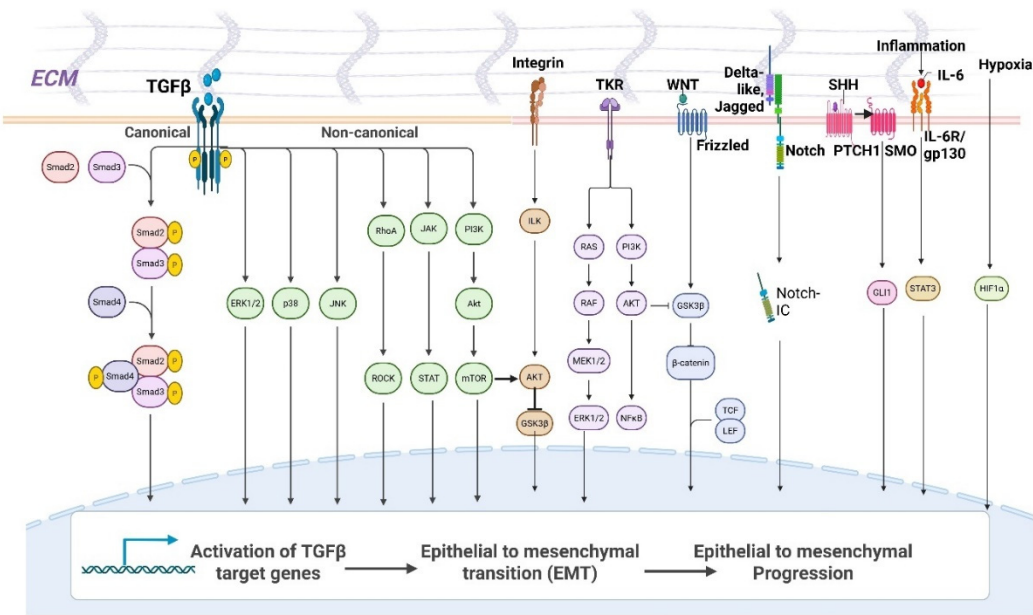 Inflammation
Integrin
TKR
WNT
Delta-
like,
Jagged
SHH
IL-6
Hypoxia
ECM
TGFβ
Canonical
Non-canonical
Frizzled
Notch
PTCH1
SMO
IL-6R/
gp130
P
P
Smad2
Smad3
Smad2
P
Smad3
P
RhoA
JAK
PI3K
ILK
RAS
PI3K
Smad4
ERK1/2
p38
JNK
Akt
RAF
AKT
GSK3β
Notch-
IC
GLI1
STAT3
HIF1α
Smad2
P
P
Smad4
Smad3
P
ROCK
STAT
mTOR
AKT
MEK1/2
β-catenin
GSK3β
ERK1/2
NFκB
TCF
LEF
Activation of TGFβ
target genes
Epithelial to mesenchymal
transition (EMT)
Epithelial to mesenchymal
Progression